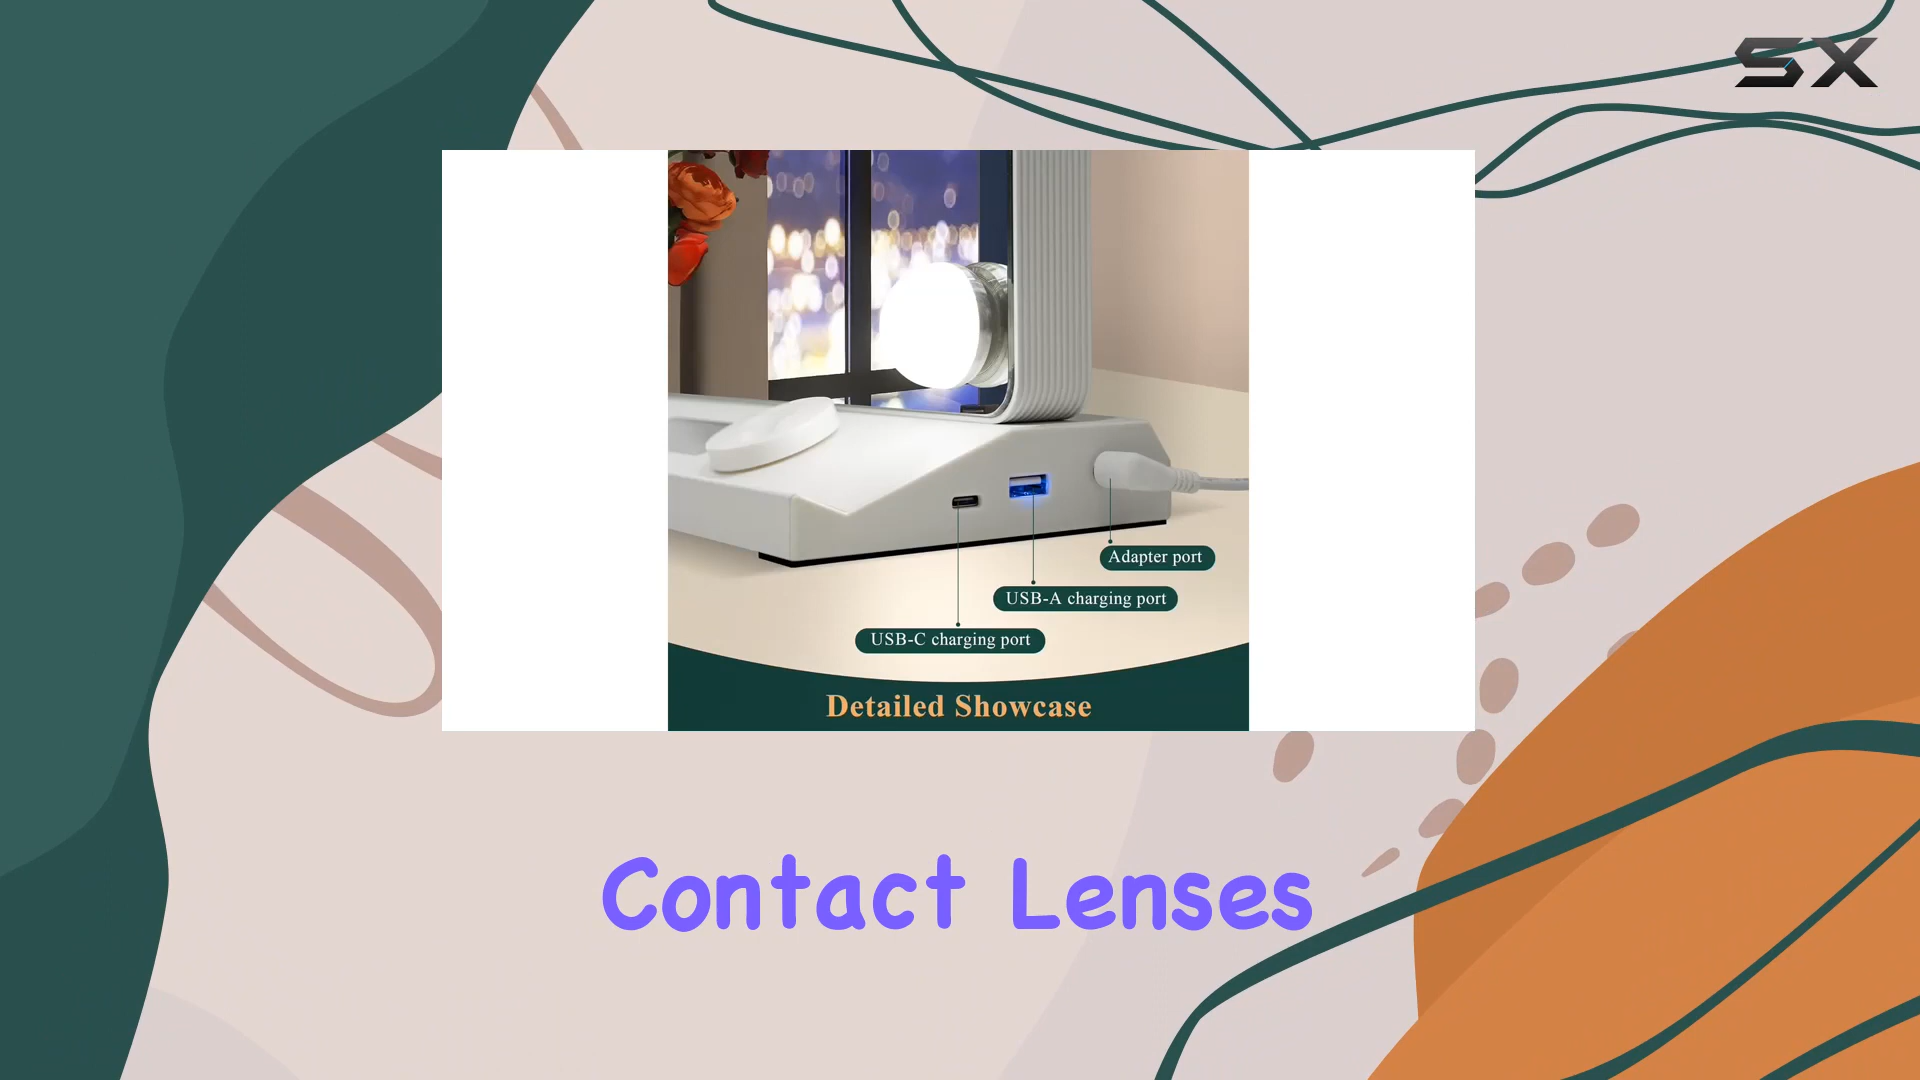 SX
Adapter port
USB-A charging port
USB-C charging port
Detailed Showcase
Contact Lenses